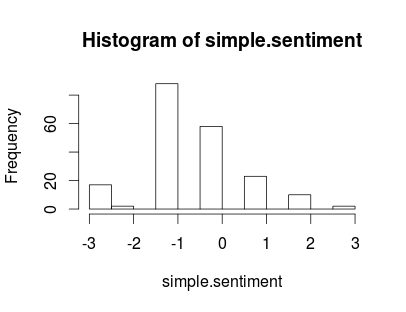 Histogram of simple.sentiment
Frequency
60
20
0
-3 -2 -1 0 1 2 3
simple.sentiment